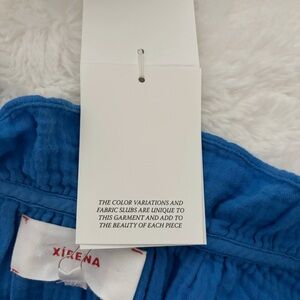 THE COLOR VARIATIONS AND
FABRIC SLUBS ARE UNIQUE TO
THIS GARMENT AND ADD TO
THE BEAUTY OF EACH PIECE
XÍRENA